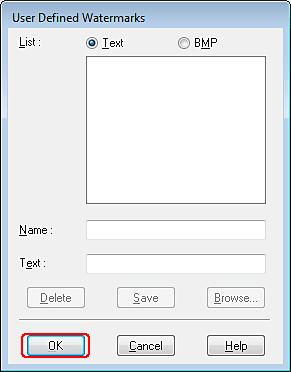 User Defined Watermarks
List : Text BMP
Name :
Text :
Delete Save Browse...
OK Cancel Help